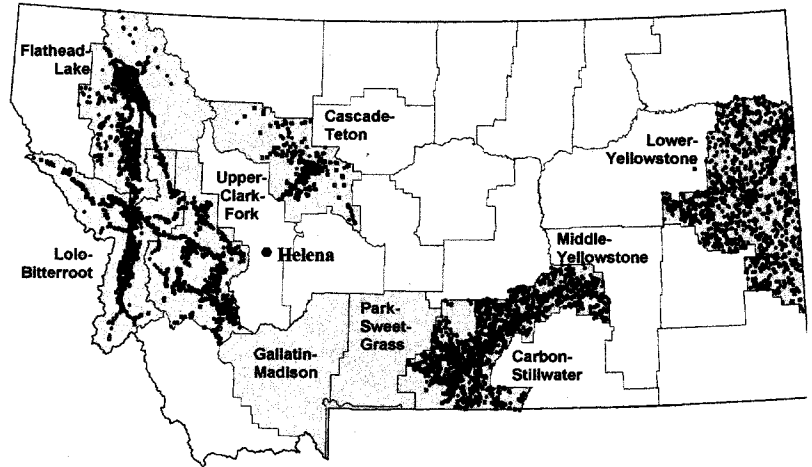 Flathead-
Lake
Cascade-
Teton
Lower-
Yellowstone
Upper-
Clark-
Fork
Lolo-
Bitterroot
Helena
Middle-
Yellowstone
Park-
Sweet-
Grass
Gallatin-
Madison
Carbon-
Stillwater